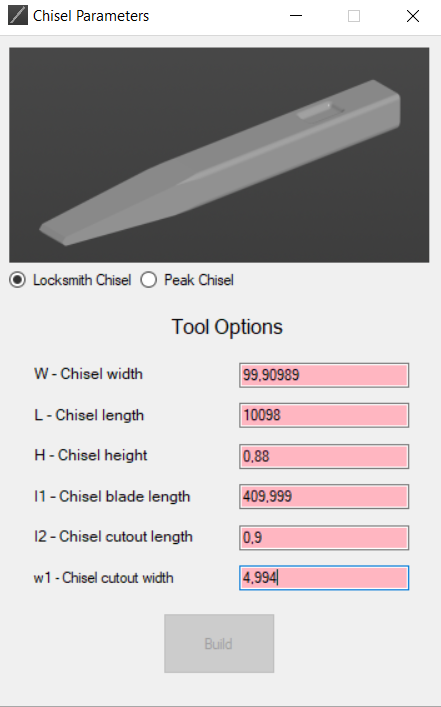 Chisel Parameters
Locksmith Chisel Peak Chisel
Tool Options
W - Chisel width 99,90989
L - Chisel length 10098
H - Chisel height 0,88
l1 - Chisel blade length 409,999
l2 - Chisel cutout length 0,9
w1 - Chisel cutout width 4,994
Build